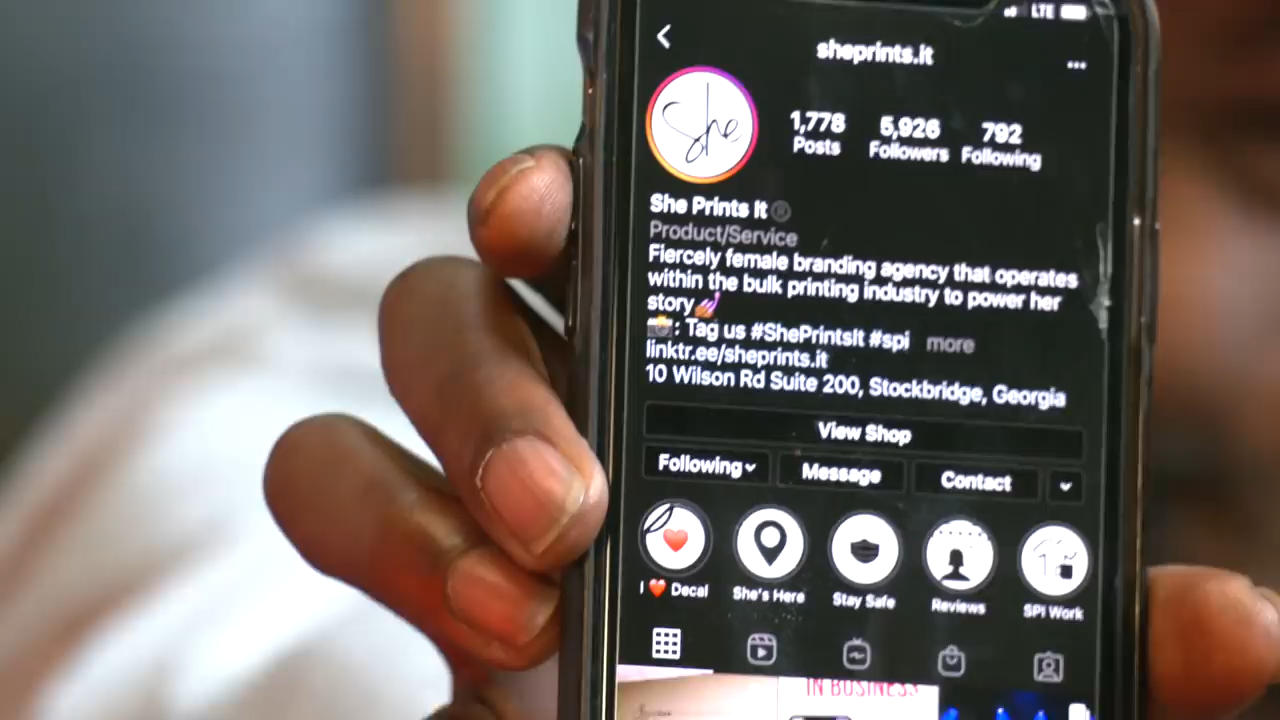 LTE
sheprints.it
She
1,778 5,926 792
Posts Followers Following
She Prints It
Product/Service
Fiercely female branding agency that operates
within the bulk printing industry to power her
story💅🏾
📸: Tag us #ShePrintsIt #spi more
linktr.ee/sheprints.it
10 Wilson Rd Suite 200, Stockbridge, Georgia
View Shop
Following Message Contact
I ❤️ Decal She's Here Stay Safe Reviews SPI Work
IN BUSINESS